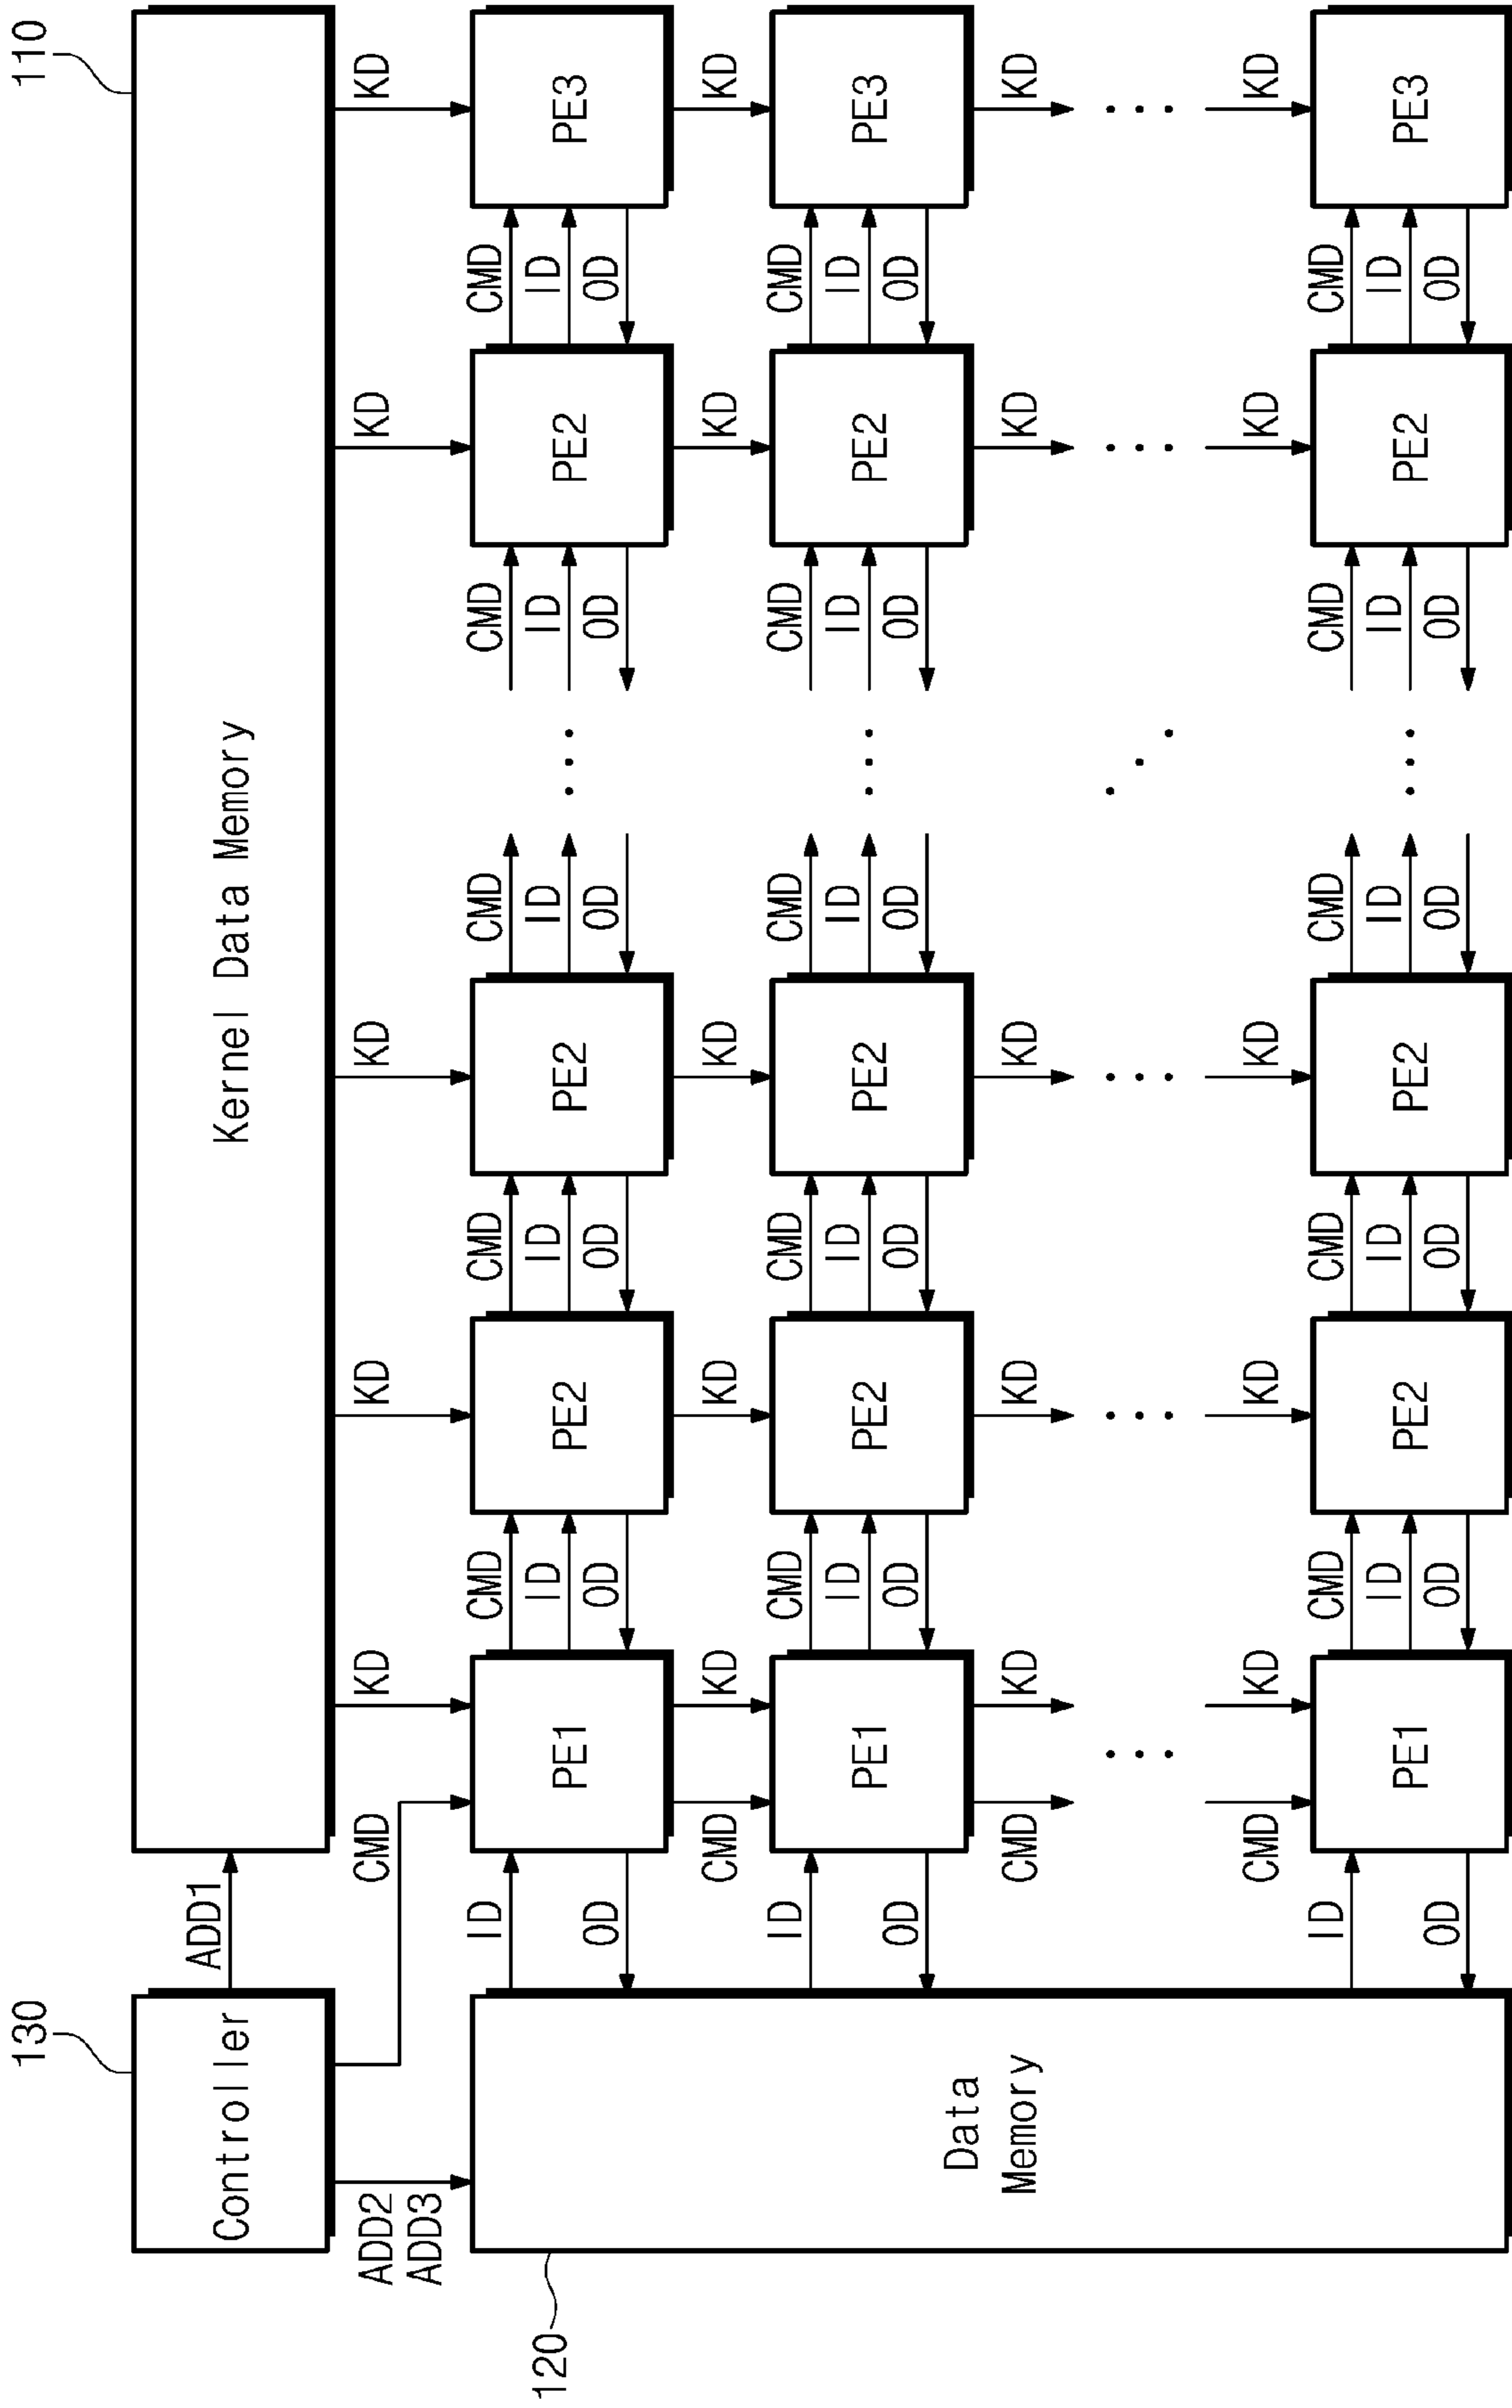 130
110
Controller
ADD1
Kernel Data Memory
ADD2
ADD3
CMD
KD
KD
KD
KD
KD
120
Data
Memory
ID
CMD
CMD
CMD
CMD
CMD
ID
ID
ID
ID
ID
PE1
PE2
PE2
PE2
PE3
OD
OD
OD
OD
OD
OD
CMD
KD
KD
KD
KD
KD
ID
CMD
CMD
CMD
CMD
CMD
ID
ID
ID
ID
ID
PE1
PE2
PE2
PE2
PE3
OD
OD
OD
OD
OD
OD
CMD
KD
KD
KD
KD
KD
CMD
KD
KD
KD
KD
KD
ID
CMD
CMD
CMD
CMD
CMD
ID
ID
ID
ID
ID
PE1
PE2
PE2
PE2
PE3
OD
OD
OD
OD
OD
OD